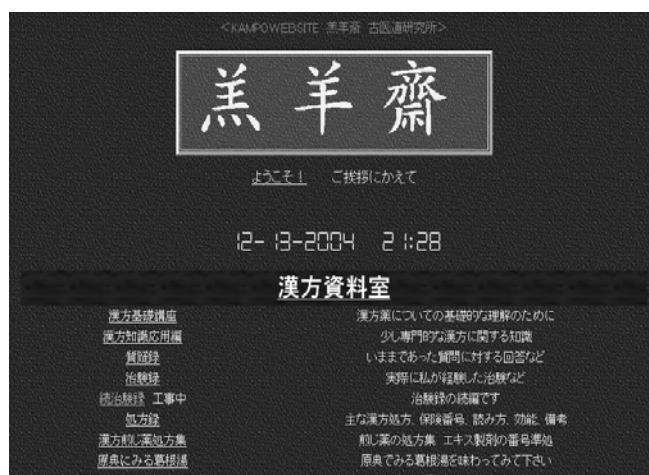 <KAMPOWEBSITE 羔羊齋 古医道研究所>
羔羊齋
ようこそ! ご挨拶にかえて
12-13-2004 21:28
漢方資料室
漢方基礎講座 漢方薬についての基礎的な理解のために
漢方知識応用編 少し専門的な漢方に関する知識
質疑録 いままであった質問に対する回答など
治験録 実際に私が経験した治験など
続治験録 工事中 治験録の続編です
処方録 主な漢方処方、保険番号、読み方、効能、備考
漢方煎じ薬処方集 煎じ薬の処方集 エキス製剤の番号準処
原典にみる葛根湯 原典でみる葛根湯を味わってみて下さい